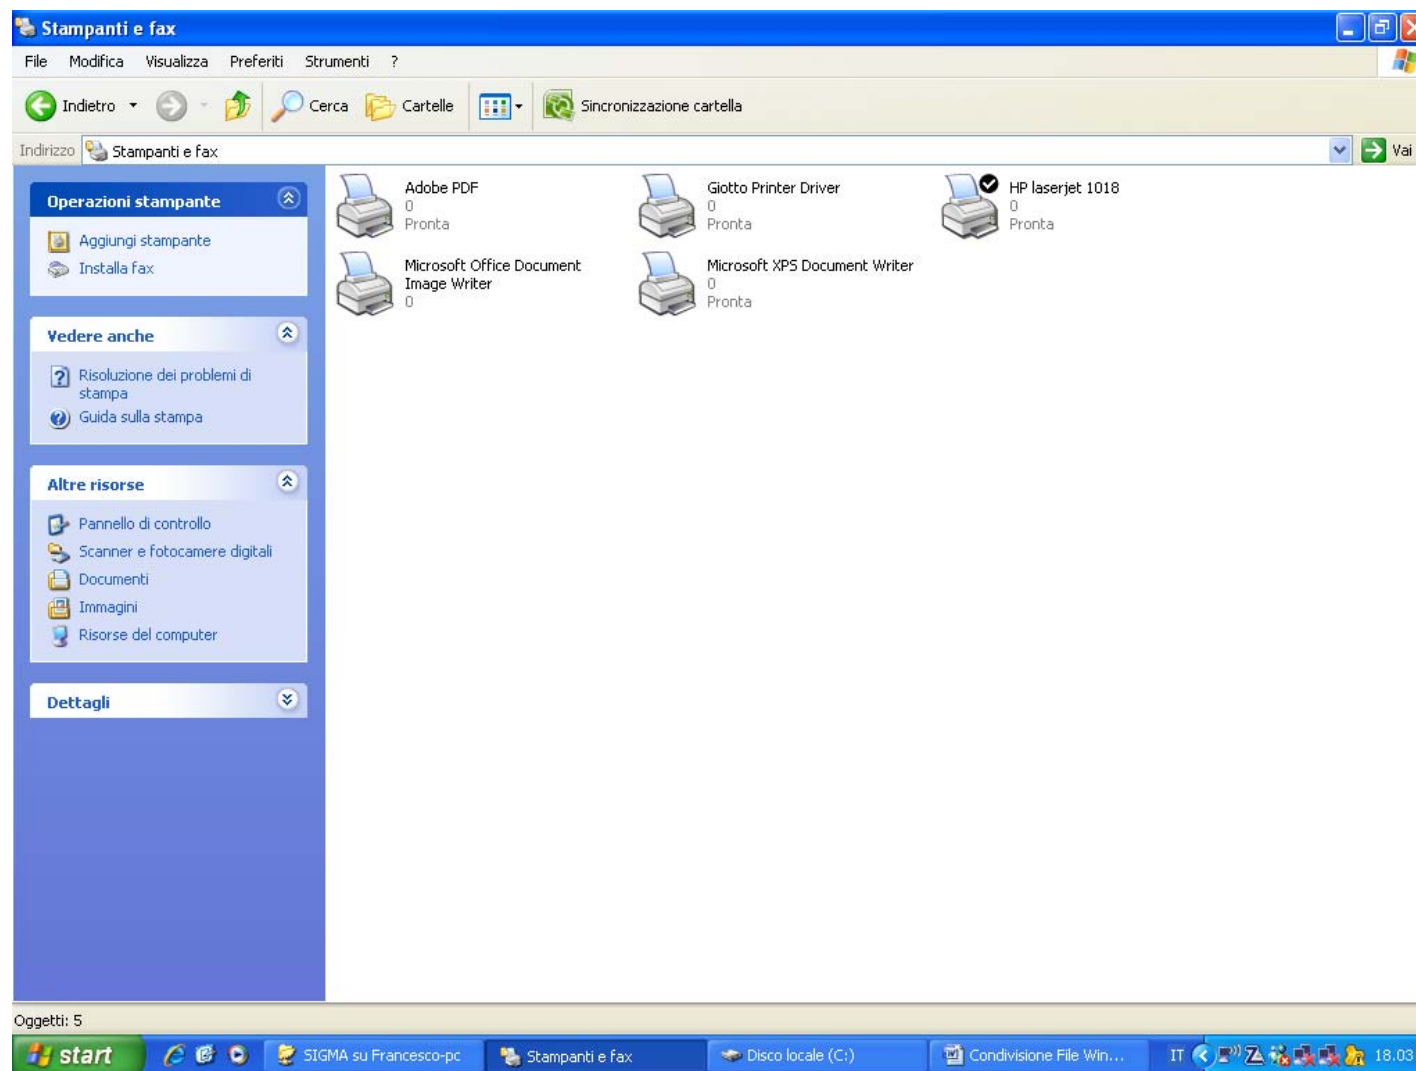 Stampanti e fax
File Modifica Visualizza Preferiti Strumenti ?
Indietro Cerca Cartelle Sincronizzazione cartella
Indirizzo Stampanti e fax Vai
Operazioni stampante
Aggiungi stampante
Installa fax
Vedere anche
Risoluzione dei problemi di
stampa
Guida sulla stampa
Altre risorse
Pannello di controllo
Scanner e fotocamere digitali
Documenti
Immagini
Risorse del computer
Dettagli
Adobe PDF
0
Pronta
Giotto Printer Driver
0
Pronta
HP laserjet 1018
0
Pronta
Microsoft Office Document
Image Writer
0
Microsoft XPS Document Writer
0
Pronta
Oggetti: 5
start SIGMA su Francesco-pc Stampanti e fax Disco locale (C:) Condivisione File Win... IT 18.03